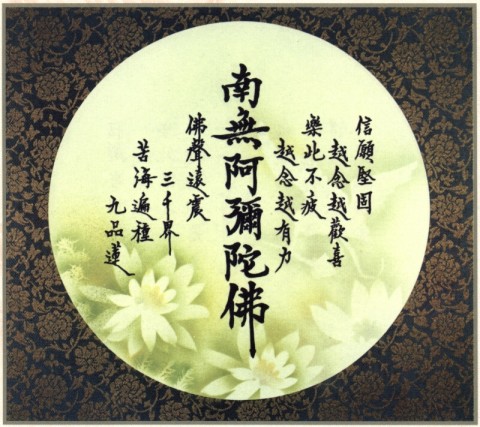 信願堅固
越念越歡喜
樂此不疲
越念越有力
南無阿彌陀佛
佛聲遠震
三千界
苦海遍種
九品蓮